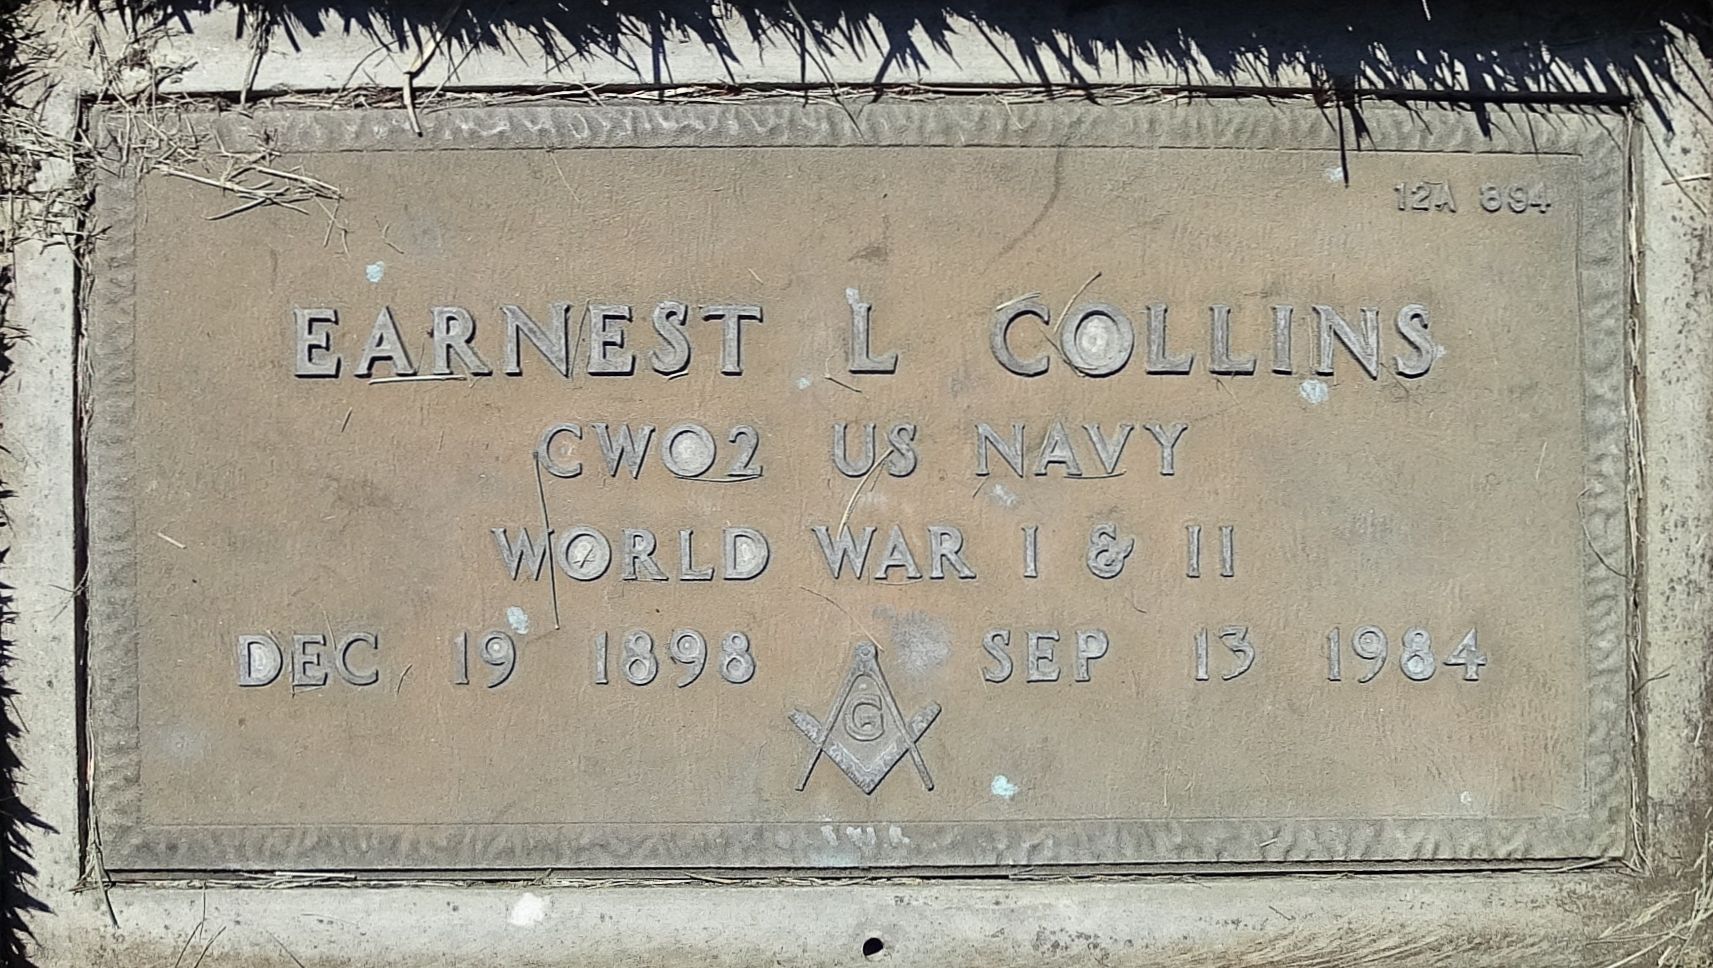 12A 894
EARNEST L COLLINS
CWO2 US NAVY
WORLD WAR I & II
DEC 19 1898 SEP 13 1984
G